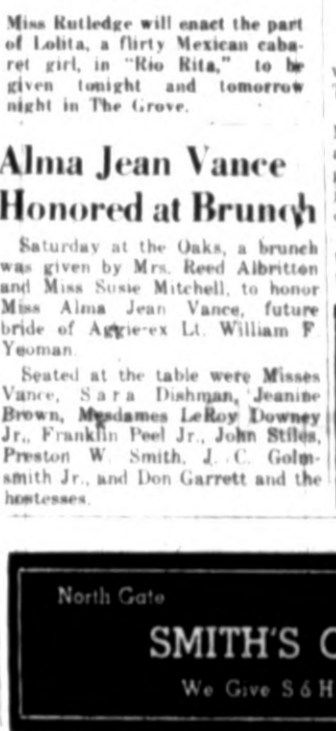 Miss Rutledge will enact the part
of Lolita, a flirty Mexican caba-
ret girl, in "Rio Rita," to be
given tonight and tomorrow
night in The Grove.
Alma Jean Vance
Honored at Brunch
Saturday at the Oaks, a brunch
was given by Mrs. Reed Albritton
and Miss Susie Mitchell, to honor
Miss Alma Jean Vance, future
bride of Aggie-ex Lt. William F.
Yeoman.
Seated at the table were Misses
Vance, Sara Dishman, Jeanine
Brown, Mesdames LeRoy Downey
Jr., Franklin Peel Jr., John Stiles,
Preston W. Smith, J. C. Golm-
smith Jr., and Don Garrett and the
hostesses.
North Gate
SMITH'S C
We Give S & H